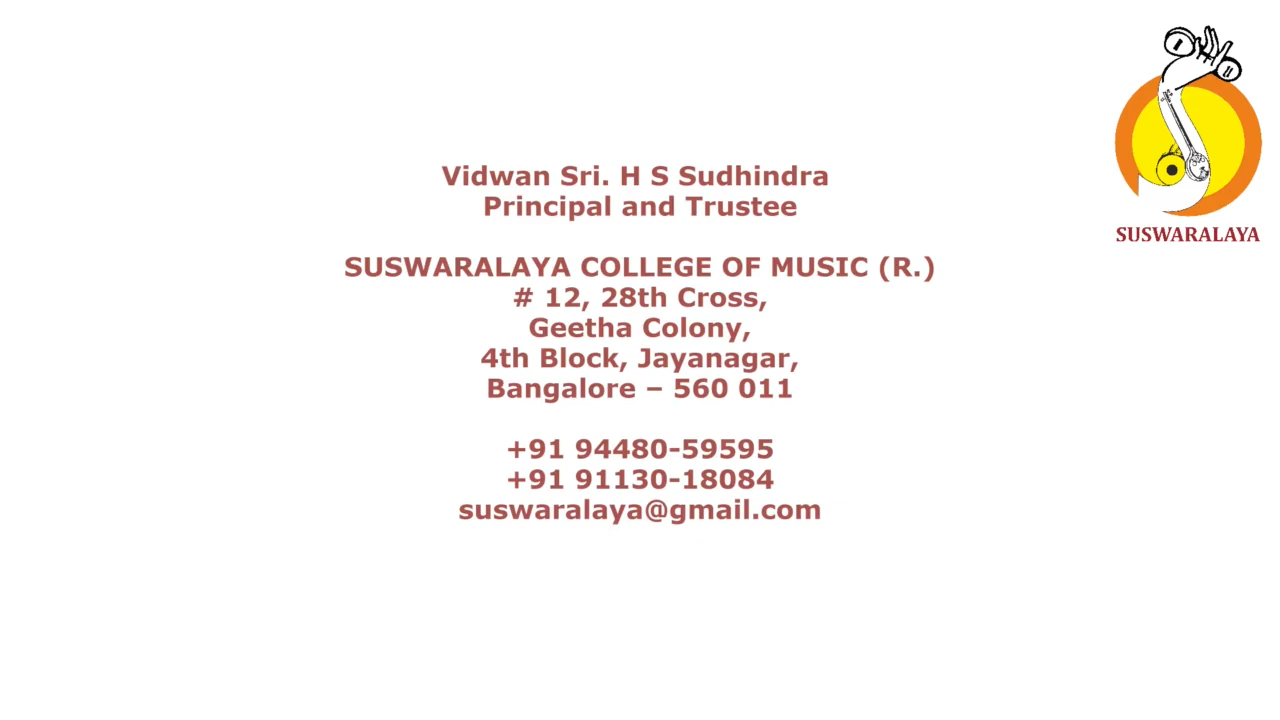 Vidwan Sri. H S Sudhindra
Principal and Trustee
SUSWARALAYA COLLEGE OF MUSIC (R.)
# 12, 28th Cross,
Geetha Colony,
4th Block, Jayanagar,
Bangalore – 560 011
+91 94480-59595
+91 91130-18084
suswaralaya@gmail.com
SUSWARALAYA